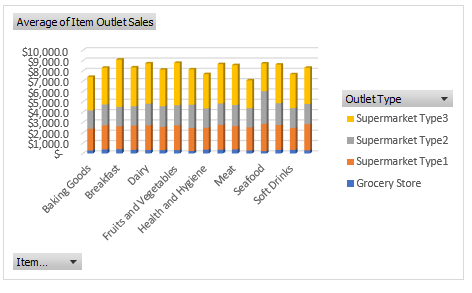 Average of Item Outlet Sales
$10,000.0
$9,000.0
$8,000.0
$7,000.0
$6,000.0
$5,000.0
$4,000.0
$3,000.0
$2,000.0
$1,000.0
$-
Baking Goods
Breakfast
Dairy
Fruits and Vegetables
Health and Hygiene
Meat
Seafood
Soft Drinks
Outlet Type
Supermarket Type3
Supermarket Type2
Supermarket Type1
Grocery Store
Item...